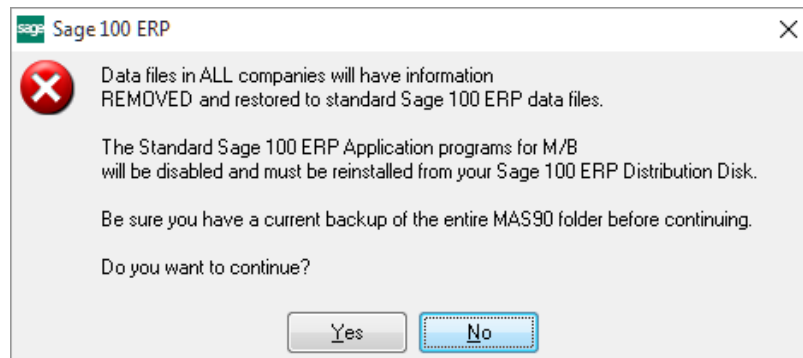 sage Sage 100 ERP
Data files in ALL companies will have information
REMOVED and restored to standard Sage 100 ERP data files.
The Standard Sage 100 ERP Application programs for M/B
will be disabled and must be reinstalled from your Sage 100 ERP Distribution Disk.
Be sure you have a current backup of the entire MAS90 folder before continuing.
Do you want to continue?
Yes No